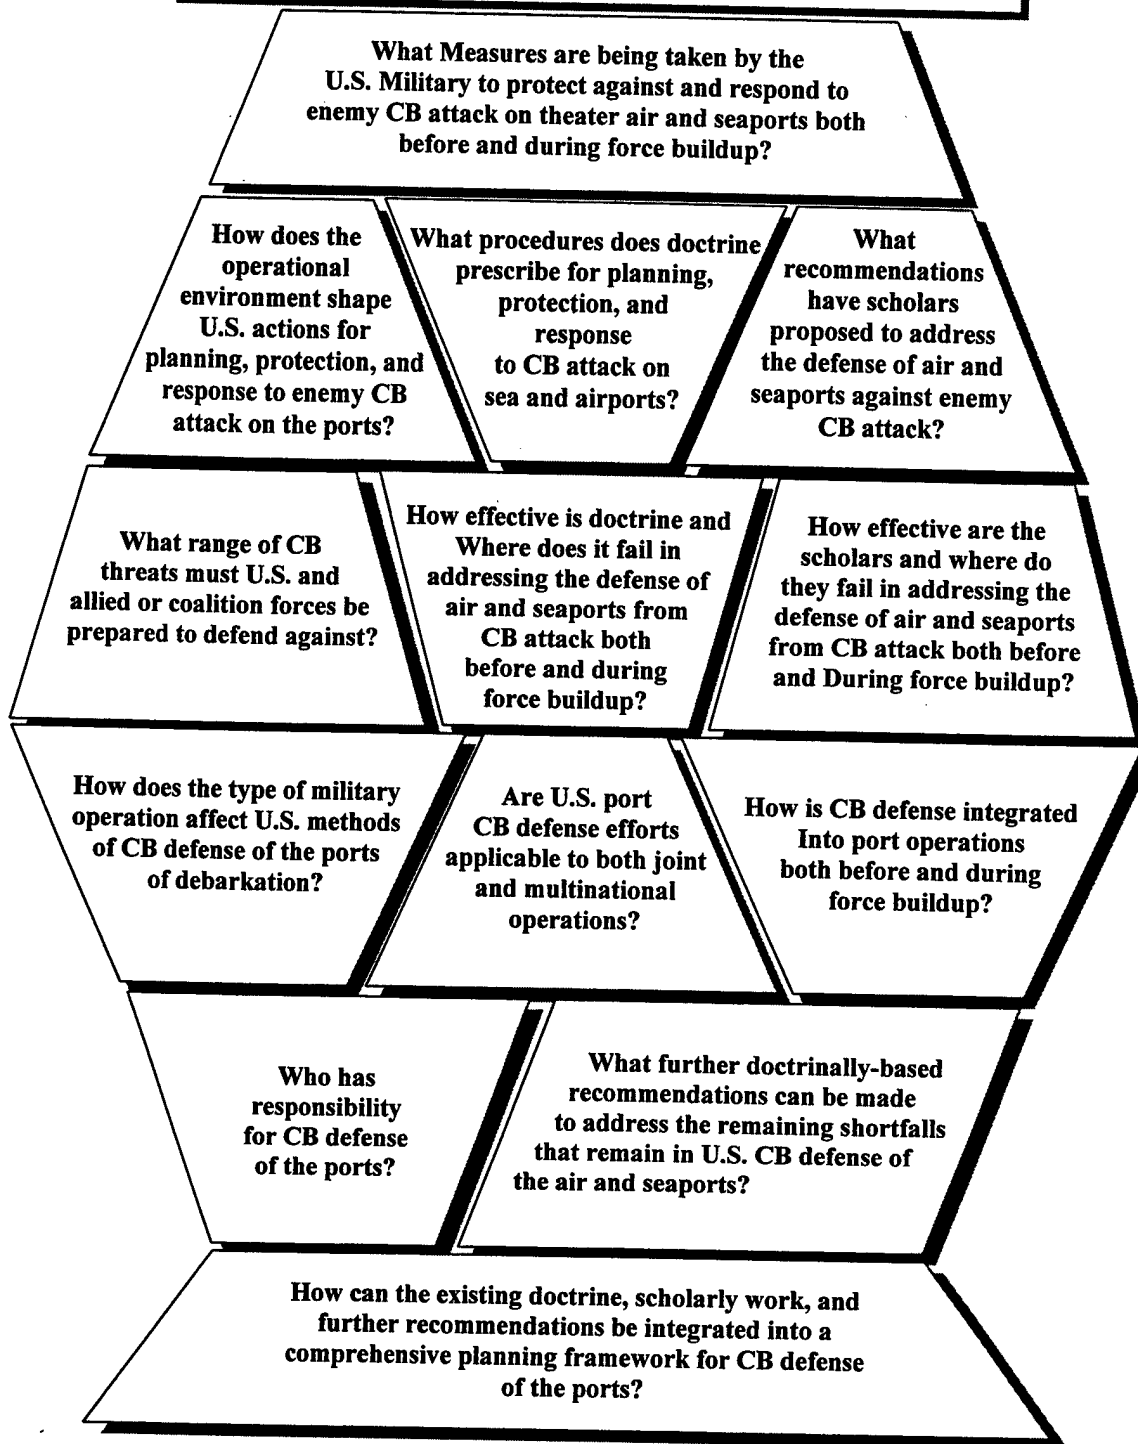 What Measures are being taken by the
U.S. Military to protect against and respond to
enemy CB attack on theater air and seaports both
before and during force buildup?
How does the
operational
environment shape
U.S. actions for
planning, protection, and
response to enemy CB
attack on the ports?
What procedures does doctrine
prescribe for planning,
protection, and
response
to CB attack on
sea and airports?
What
recommendations
have scholars
proposed to address
the defense of air and
seaports against enemy
CB attack?
What range of CB
threats must U.S. and
allied or coalition forces be
prepared to defend against?
How effective is doctrine and
Where does it fail in
addressing the defense of
air and seaports from
CB attack both
before and during
force buildup?
How effective are the
scholars and where do
they fail in addressing the
defense of air and seaports
from CB attack both before
and During force buildup?
How does the type of military
operation affect U.S. methods
of CB defense of the ports
of debarkation?
Are U.S. port
CB defense efforts
applicable to both joint
and multinational
operations?
How is CB defense integrated
Into port operations
both before and during
force buildup?
Who has
responsibility
for CB defense
of the ports?
What further doctrinally-based
recommendations can be made
to address the remaining shortfalls
that remain in U.S. CB defense of
the air and seaports?
How can the existing doctrine, scholarly work, and
further recommendations be integrated into a
comprehensive planning framework for CB defense
of the ports?